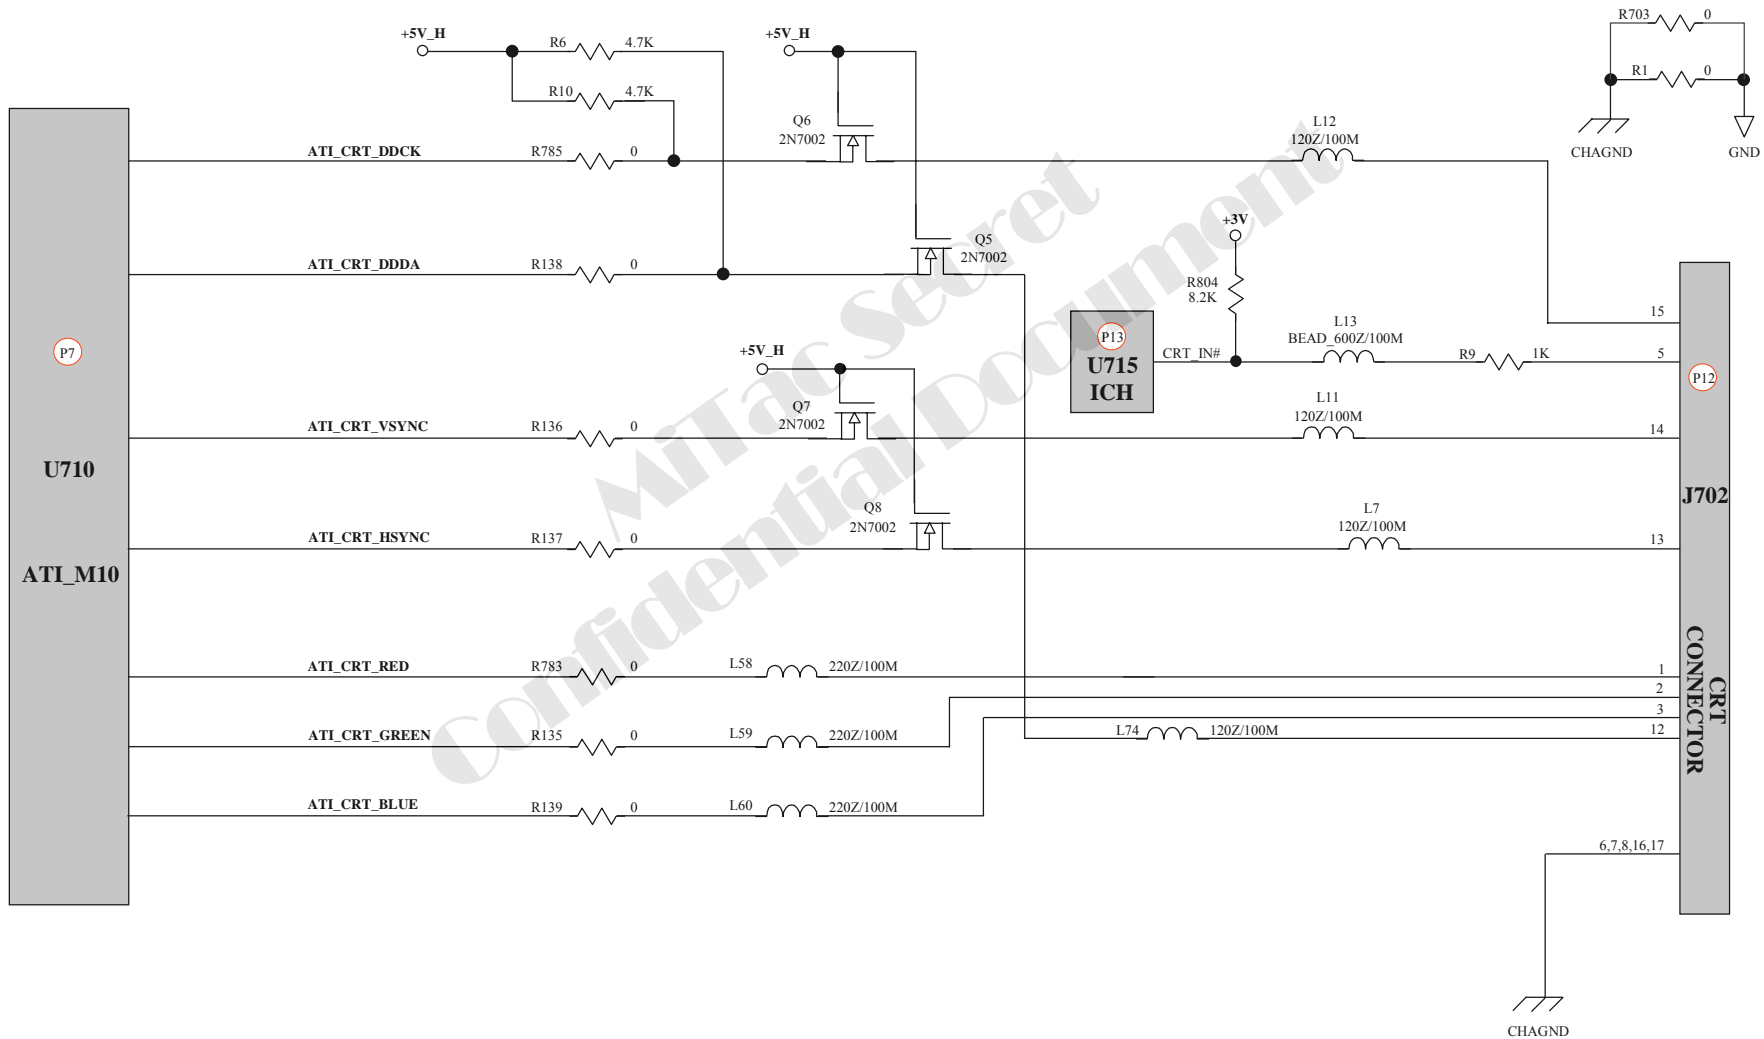 +5V_H
R6 4.7K
R10 4.7K
+5V_H
R703 0
R1 0
CHAGND
GND
Q6
2N7002
L12
120Z/100M
ATI_CRT_DDCK
R785 0
+3V
Q5
2N7002
ATI_CRT_DDDA
R138 0
R804
8.2K
15
P7
P13
U715
ICH
CRT_IN#
L13
BEAD_600Z/100M
R9 1K
5
P12
+5V_H
Q7
2N7002
L11
120Z/100M
ATI_CRT_VSYNC
R136 0
14
U710
ATI_M10
J702
Q8
2N7002
L7
120Z/100M
ATI_CRT_HSYNC
R137 0
13
ATI_CRT_RED
R783 0
L58 220Z/100M
1
2
3
ATI_CRT_GREEN
R135 0
L59 220Z/100M
L74 120Z/100M
12
ATI_CRT_BLUE
R139 0
L60 220Z/100M
CRT
CONNECTOR
6,7,8,16,17
CHAGND
MiTac Secret
Confidential Document